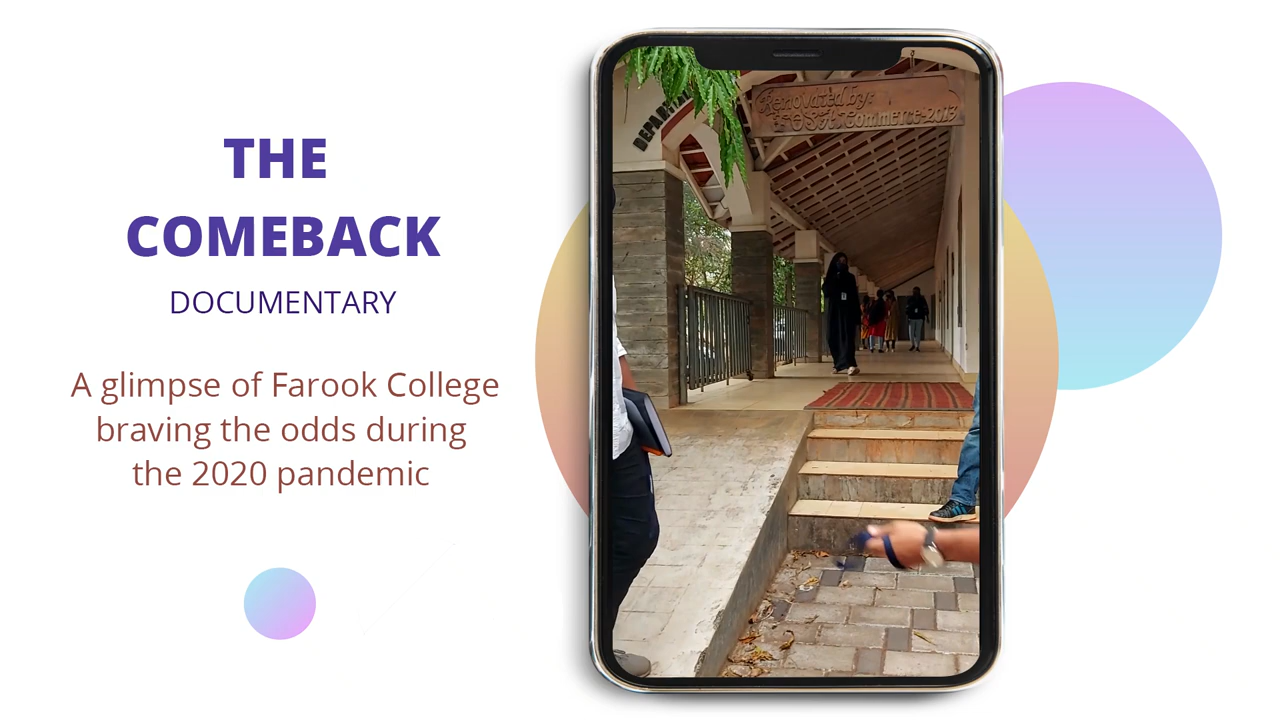 THE
COMEBACK
DOCUMENTARY
A glimpse of Farook College
braving the odds during
the 2020 pandemic
Renovated by:
Commerce-2013